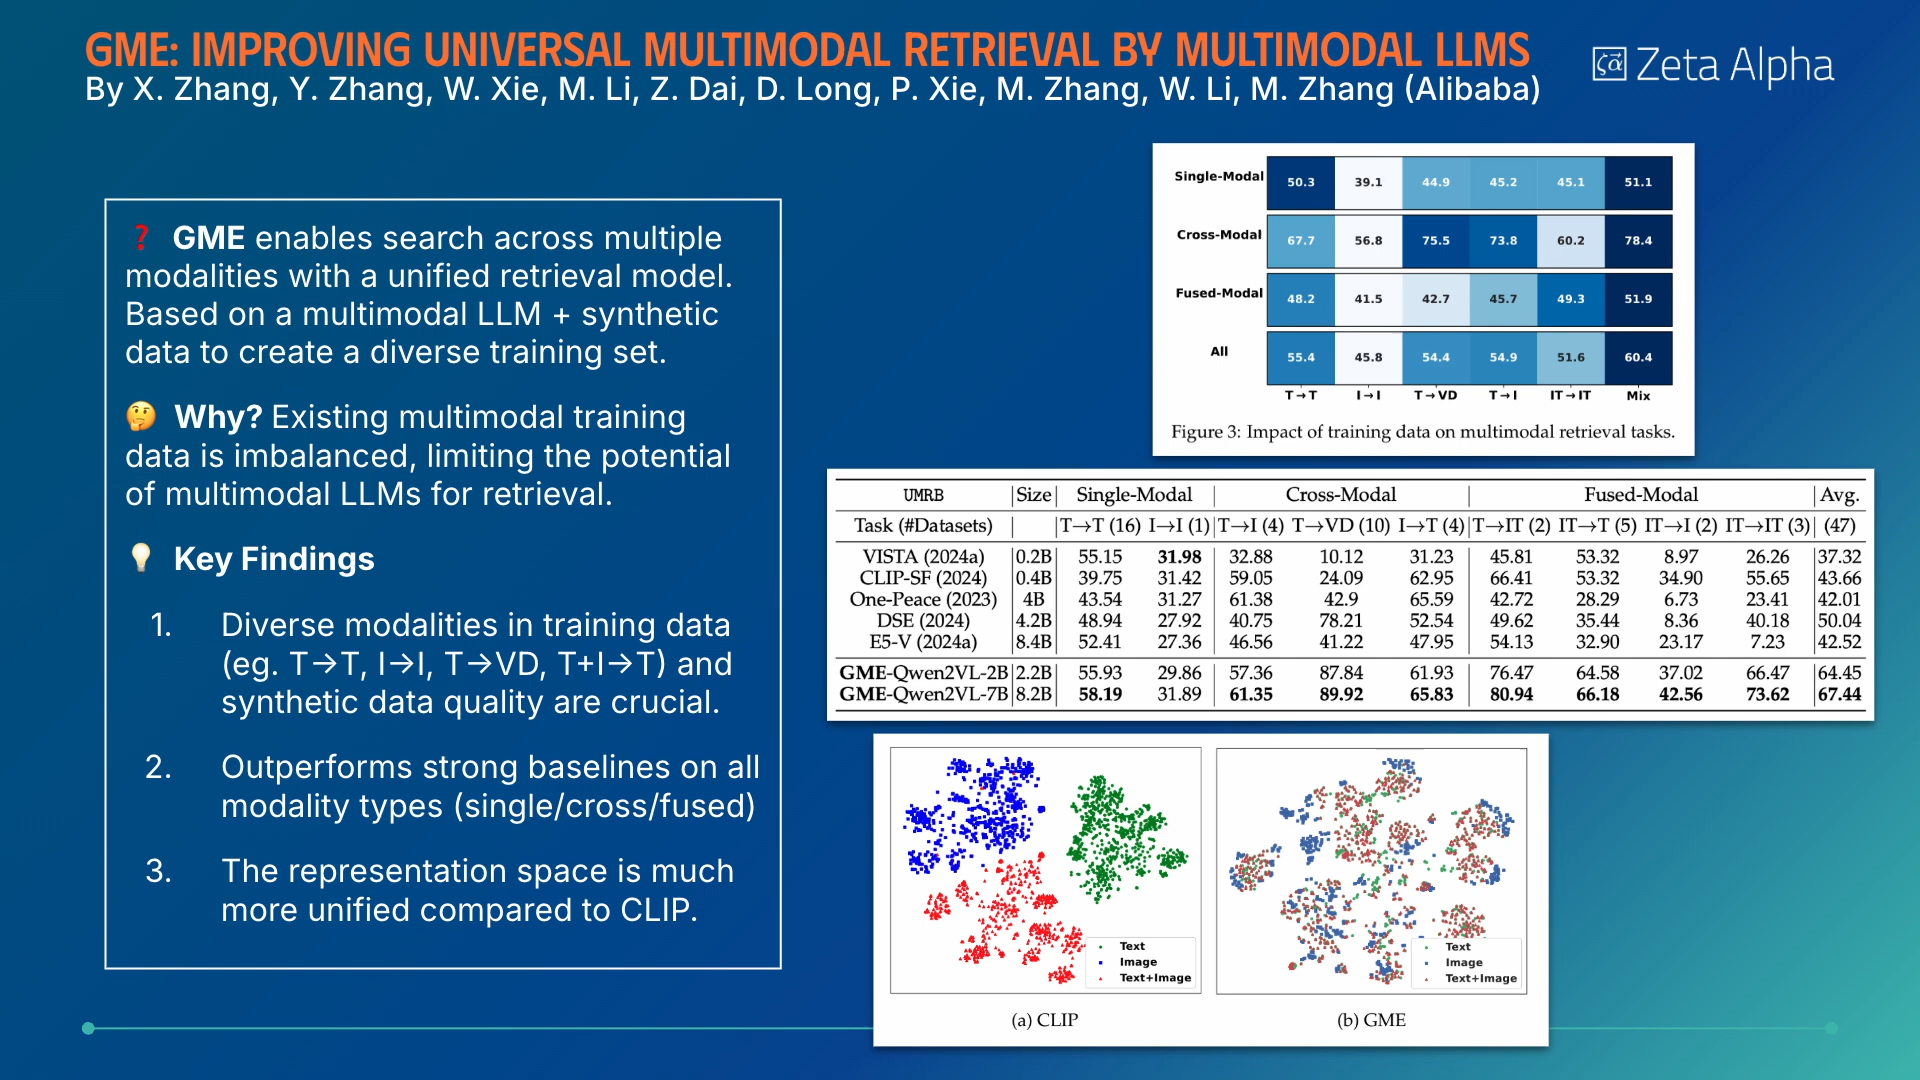 GME: IMPROVING UNIVERSAL MULTIMODAL RETRIEVAL BY MULTIMODAL LLMS
By X. Zhang, Y. Zhang, W. Xie, M. Li, Z. Dai, D. Long, P. Xie, M. Zhang, W. Li, M. Zhang (Alibaba)
ζα Zeta Alpha
❓ GME enables search across multiple
modalities with a unified retrieval model.
Based on a multimodal LLM + synthetic
data to create a diverse training set.
🤔 Why? Existing multimodal training
data is imbalanced, limiting the potential
of multimodal LLMs for retrieval.
💡 Key Findings
1. Diverse modalities in training data
(eg. T→T, I→I, T→VD, T+I→T) and
synthetic data quality are crucial.
2. Outperforms strong baselines on all
modality types (single/cross/fused)
3. The representation space is much
more unified compared to CLIP.
Single-Modal 50.3 39.1 44.9 45.2 45.1 51.1
Cross-Modal 67.7 56.8 75.5 73.8 60.2 78.4
Fused-Modal 48.2 41.5 42.7 45.7 49.3 51.9
All 55.4 45.8 54.4 54.9 51.6 60.4
T→T I→I T→VD T→I IT→IT Mix
Figure 3: Impact of training data on multimodal retrieval tasks.
UMRB Size Single-Modal Cross-Modal Fused-Modal Avg.
Task (#Datasets) T→T (16) I→I (1) T→I (4) T→VD (10) I→T (4) T→IT (2) IT→T (5) IT→I (2) IT→IT (3) (47)
VISTA (2024a) 0.2B 55.15 31.98 32.88 10.12 31.23 45.81 53.32 8.97 26.26 37.32
CLIP-SF (2024) 0.4B 39.75 31.42 59.05 24.09 62.95 66.41 53.32 34.90 55.65 43.66
One-Peace (2023) 4B 43.54 31.27 61.38 42.9 65.59 42.72 28.29 6.73 23.41 42.01
DSE (2024) 4.2B 48.94 27.92 40.75 78.21 52.54 49.62 35.44 8.36 40.18 50.04
E5-V (2024a) 8.4B 52.41 27.36 46.56 41.22 47.95 54.13 32.90 23.17 7.23 42.52
GME-Qwen2VL-2B 2.2B 55.93 29.86 57.36 87.84 61.93 76.47 64.58 37.02 66.47 64.45
GME-Qwen2VL-7B 8.2B 58.19 31.89 61.35 89.92 65.83 80.94 66.18 42.56 73.62 67.44
Text
Image
Text+Image
(a) CLIP
Text
Image
Text+Image
(b) GME